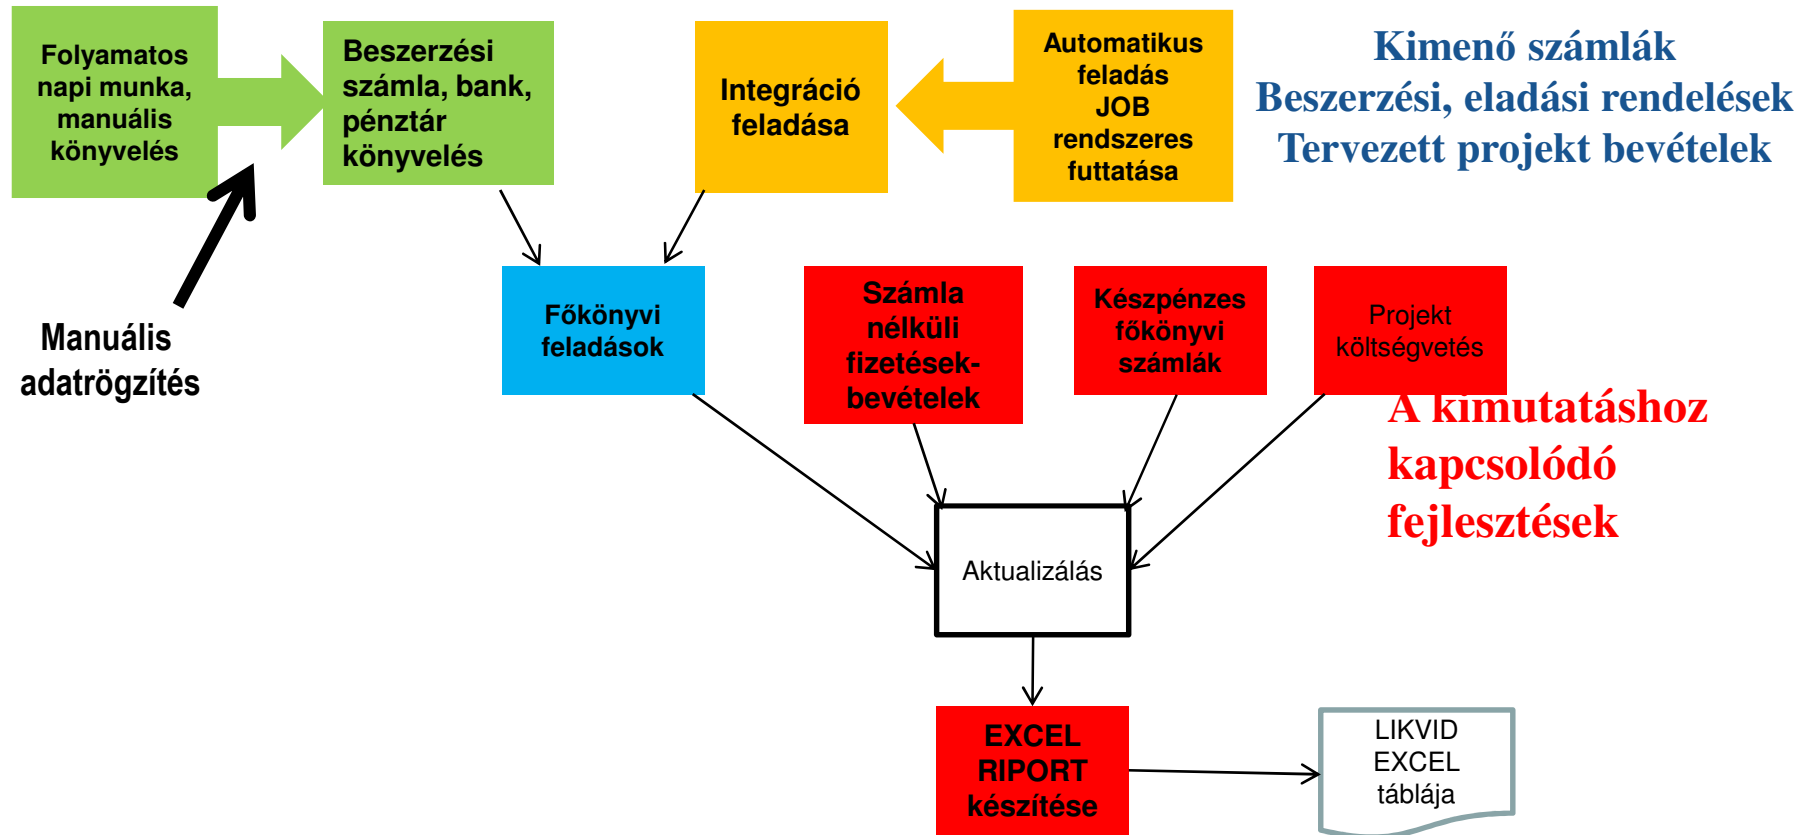 Folyamatos
napi munka,
manuális
könyvelés
Beszerzési
számla, bank,
pénztár
könyvelés
Integráció
feladása
Automatikus
feladás
JOB
rendszeres
futtatása
Kimenő számlák
Beszerzési, eladási rendelések
Tervezett projekt bevételek
Manuális
adatrögzítés
Főkönyvi
feladások
Számla
nélküli
fizetések-
bevételek
Készpénzes
főkönyvi
számlák
Projekt
költségvetés
A kimutatáshoz
kapcsolódó
fejlesztések
Aktualizálás
EXCEL
RIPORT
készítése
LIKVID
EXCEL
táblája